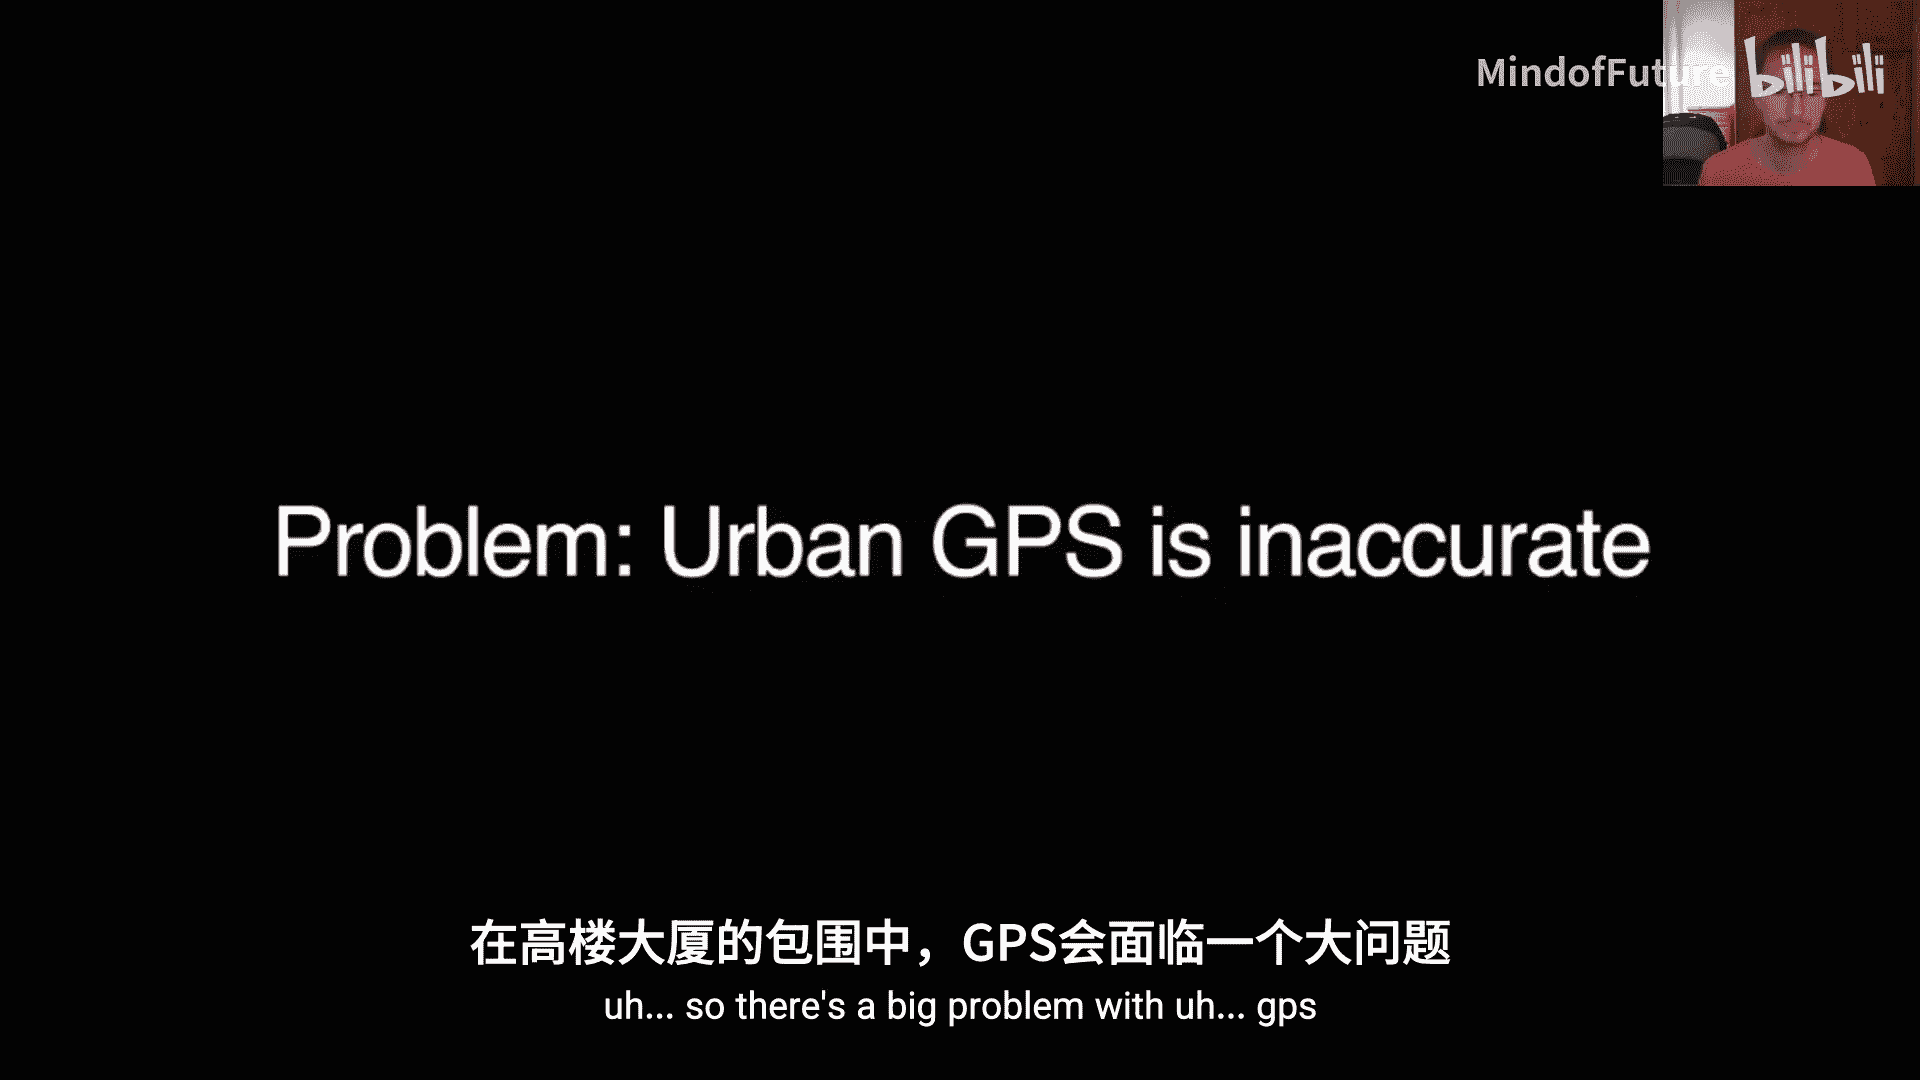 MindofFuture bilibili
Problem: Urban GPS is inaccurate
在高楼大厦的包围中，GPS会面临一个大问题
uh... so there's a big problem with uh... gps